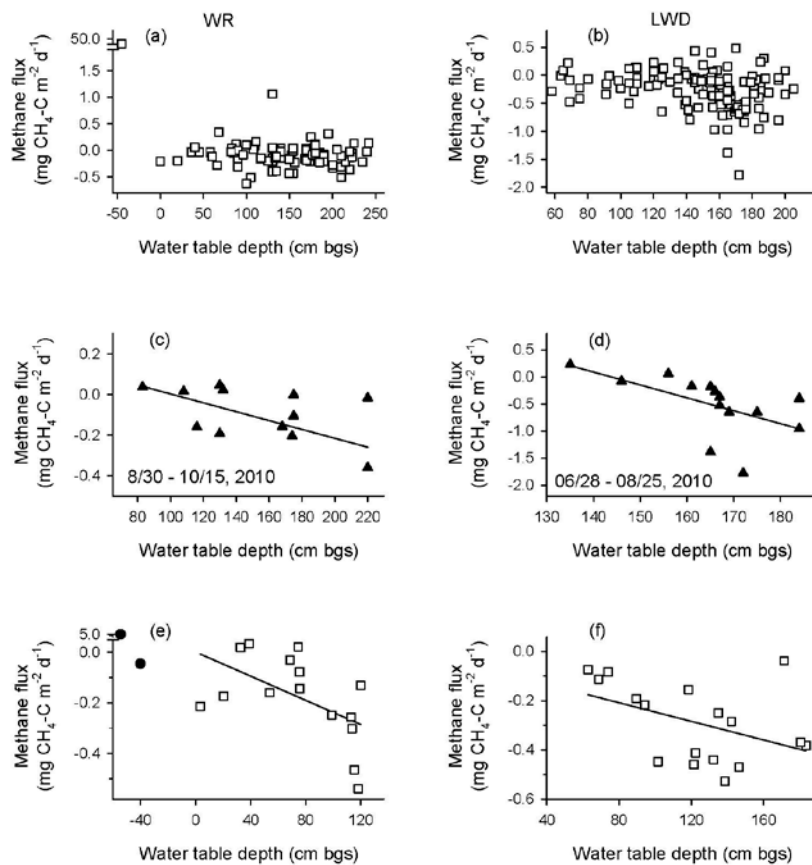 WR
LWD
(a)
(b)
50.0
1.5
1.0
0.5
0.0
-0.5
Methane flux
(mg CH₄-C m⁻² d⁻¹)
-50 0 50 100 150 200 250
Water table depth (cm bgs)
0.5
0.0
-0.5
-1.0
-1.5
-2.0
Methane flux
(mg CH₄-C m⁻² d⁻¹)
60 80 100 120 140 160 180 200
Water table depth (cm bgs)
(c)
0.2
0.0
-0.2
-0.4
Methane flux
(mg CH₄-C m⁻² d⁻¹)
8/30 - 10/15, 2010
80 100 120 140 160 180 200 220
Water table depth (cm bgs)
(d)
0.5
0.0
-0.5
-1.0
-1.5
-2.0
Methane flux
(mg CH₄-C m⁻² d⁻¹)
06/28 - 08/25, 2010
130 140 150 160 170 180
Water table depth (cm bgs)
(e)
5.0
0.0
-0.2
-0.4
Methane flux
(mg CH₄-C m⁻² d⁻¹)
-40 0 40 80 120
Water table depth (cm bgs)
(f)
0.0
-0.2
-0.4
-0.6
Methane flux
(mg CH₄-C m⁻² d⁻¹)
40 80 120 160
Water table depth (cm bgs)